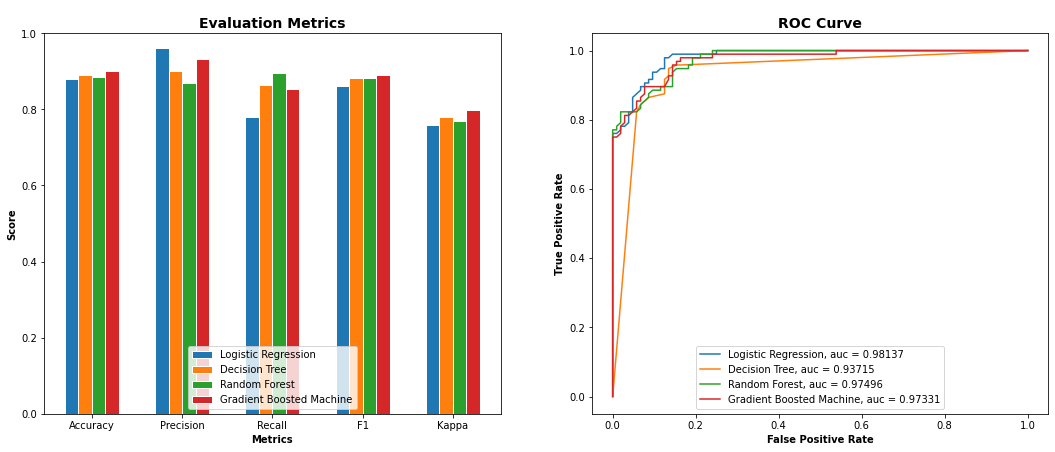 Evaluation Metrics
1.0
0.8
0.6
0.4
0.2
0.0
Score
Logistic Regression
Decision Tree
Random Forest
Gradient Boosted Machine
Accuracy Precision Recall F1 Kappa
Metrics
ROC Curve
1.0
0.8
0.6
0.4
0.2
0.0
True Positive Rate
Logistic Regression, auc = 0.98137
Decision Tree, auc = 0.93715
Random Forest, auc = 0.97496
Gradient Boosted Machine, auc = 0.97331
0.0 0.2 0.4 0.6 0.8 1.0
False Positive Rate